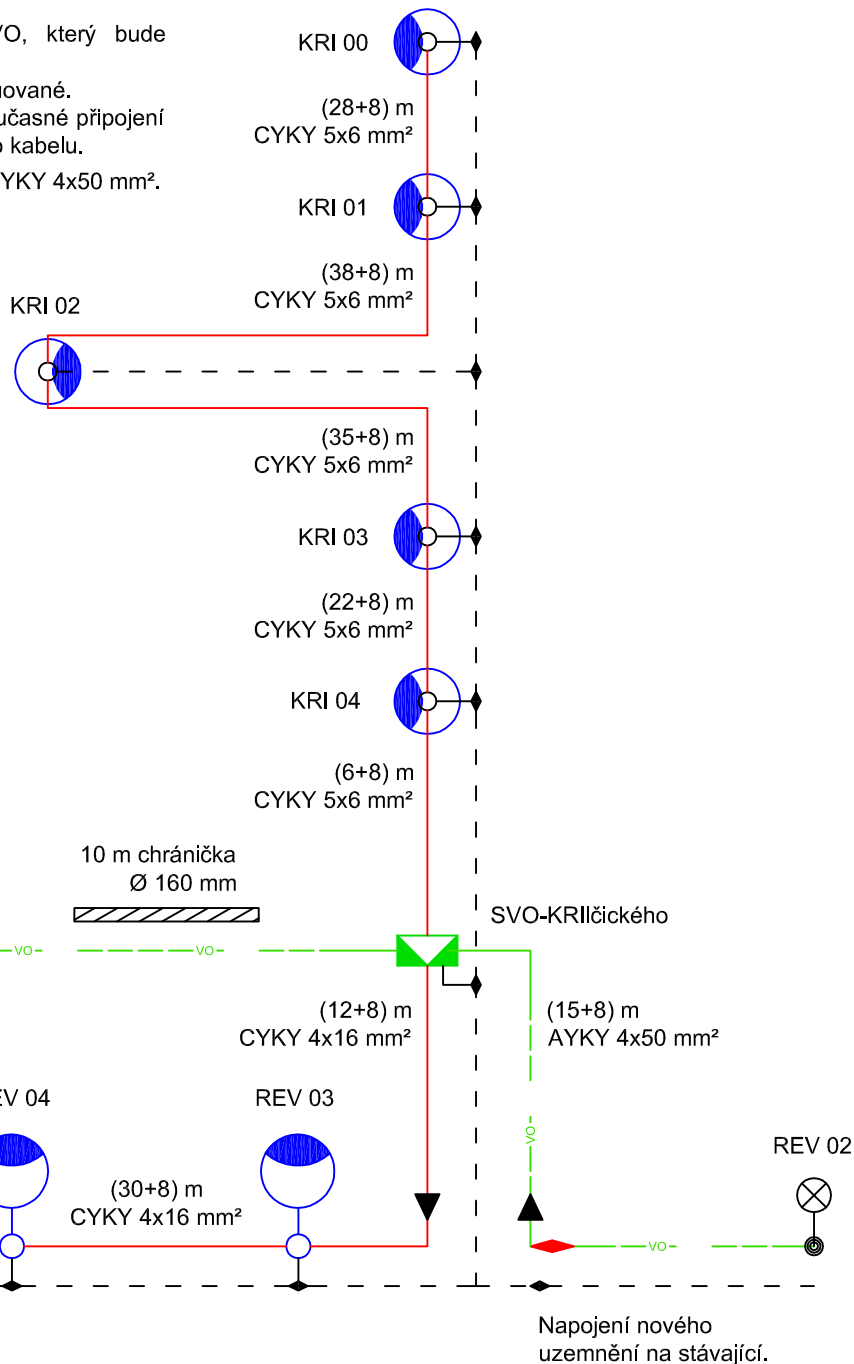 VO, který bude
KRI 00
uované.
učasné připojení
o kabelu.
YKY 4x50 mm².
(28+8) m
CYKY 5x6 mm²
KRI 01
(38+8) m
CYKY 5x6 mm²
KRI 02
(35+8) m
CYKY 5x6 mm²
KRI 03
(22+8) m
CYKY 5x6 mm²
KRI 04
(6+8) m
CYKY 5x6 mm²
10 m chránička
Ø 160 mm
SVO-KRIlčického
VO
VO
(12+8) m
CYKY 4x16 mm²
(15+8) m
AYKY 4x50 mm²
EV 04
REV 03
VO
REV 02
(30+8) m
CYKY 4x16 mm²
VO
Napojení nového
uzemnění na stávající.